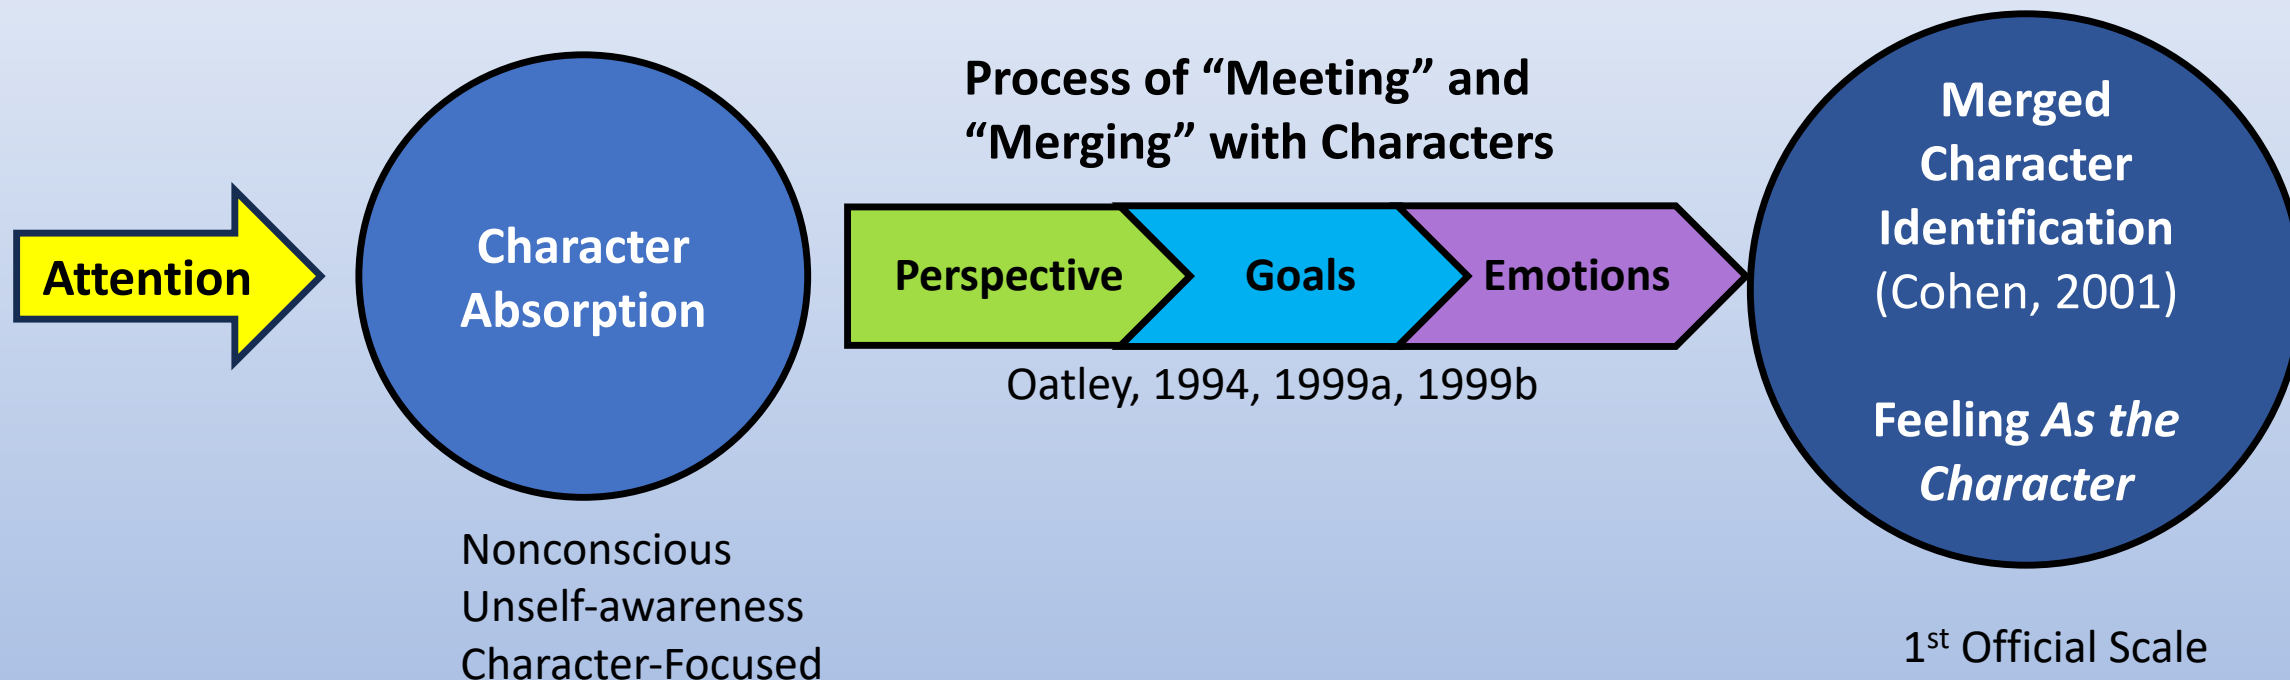 Attention
Character
Absorption
Nonconscious
Unself-awareness
Character-Focused
Process of “Meeting” and
“Merging” with Characters
Perspective
Goals
Emotions
Oatley, 1994, 1999a, 1999b
Merged
Character
Identification
(Cohen, 2001)
Feeling As the
Character
1st Official Scale